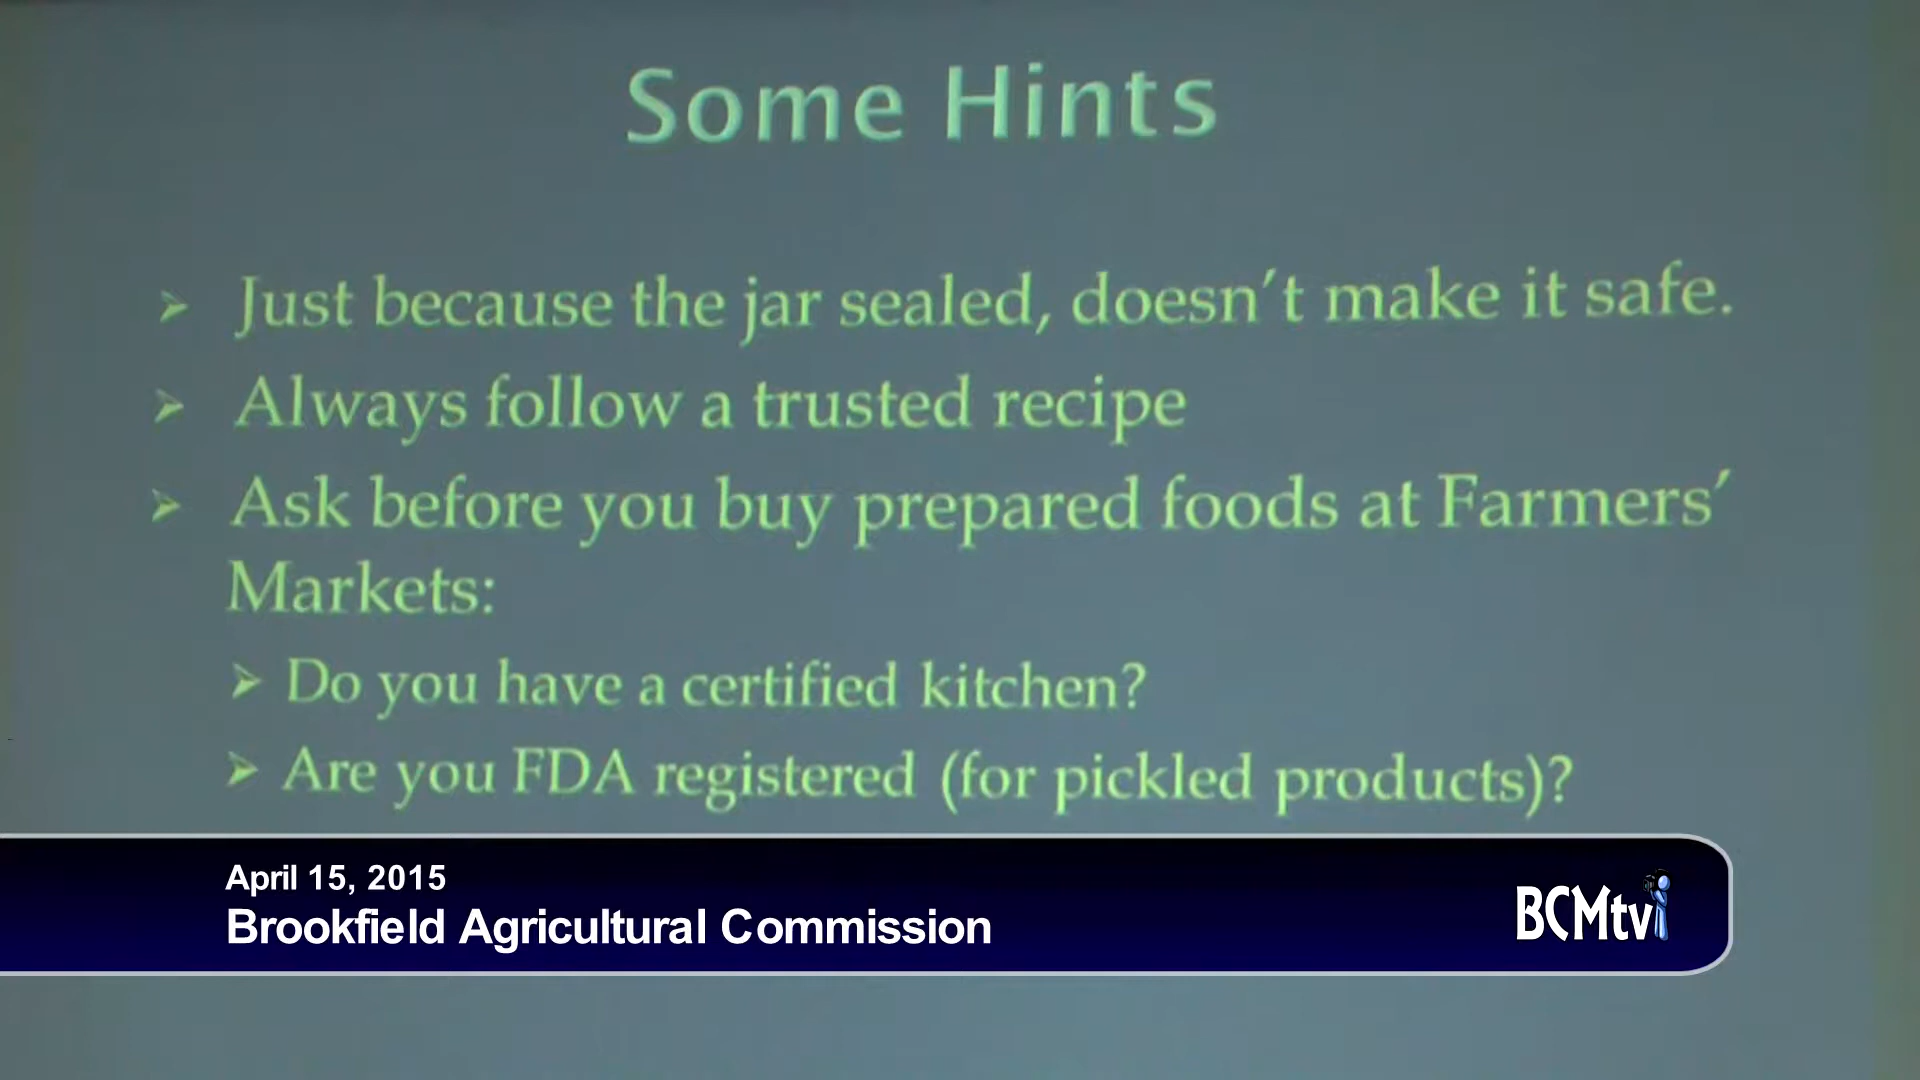 Some Hints
Just because the jar sealed, doesn't make it safe.
Always follow a trusted recipe
Ask before you buy prepared foods at Farmers'
Markets:
Do you have a certified kitchen?
Are you FDA registered (for pickled products)?
April 15, 2015
Brookfield Agricultural Commission
BCMtv